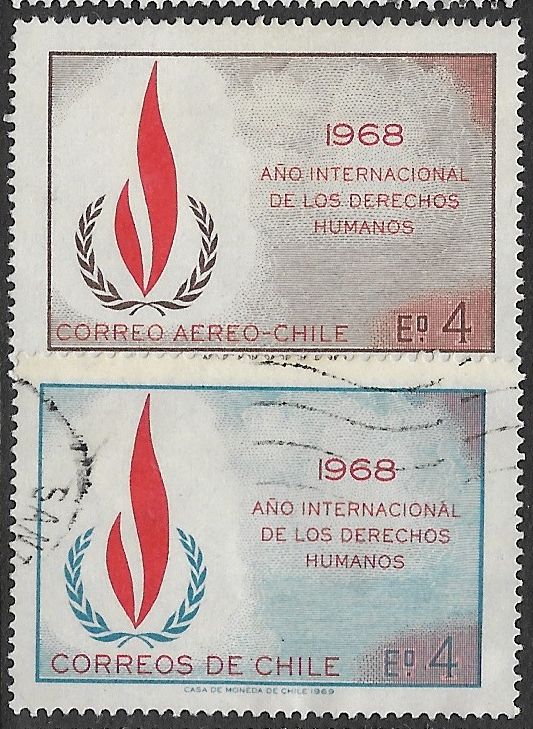 1968
AÑO INTERNACIONAL
DE LOS DERECHOS
HUMANOS
CORREO AEREO-CHILE Eº 4
1968
AÑO INTERNACIONAL
DE LOS DERECHOS
HUMANOS
CORREOS DE CHILE Eº 4
CASA DE MONEDA DE CHILE 1969